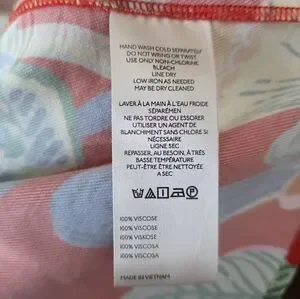 HAND WASH COLD SEPARATELY
DO NOT WRING OR TWIST
USE ONLY NON-CHLORINE
BLEACH
LINE DRY
LOW IRON AS NEEDED
MAY BE DRY CLEANED
LAVER À LA MAIN À L'EAU FROIDE
SÉPARÉMEN
NE PAS TORDRE OU ESSORER
UTILISER UN AGENT DE
BLANCHIMENT SANS CHLORE SI
NÉCESSAIRE
LIGNE SEC
REPASSER, AU BESOIN, À TRÈS
BASSE TEMPÉRATURE
PEUT-ÊTRE ÊTRE NETTOYÉE
A SEC
100% VISCOSE
100% VISCOSE
100% VISKOSE
100% VISCOSA
100% VISCOSA
MADE IN VIETNAM